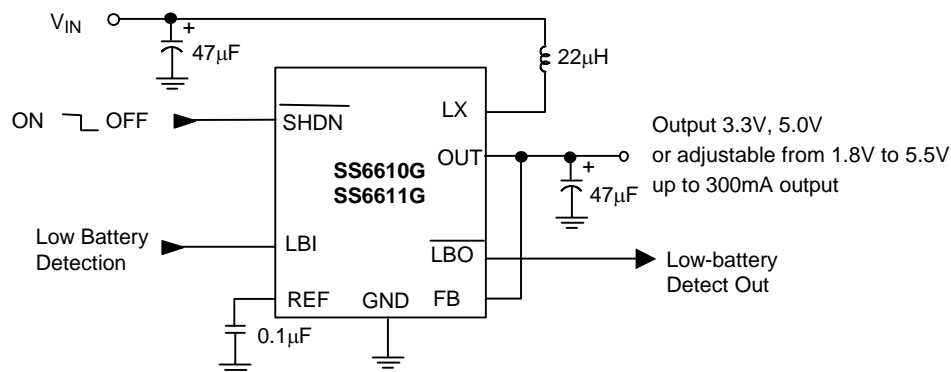 VIN
47μF
22μH
ON OFF
SHDN
LX
Output 3.3V, 5.0V
or adjustable from 1.8V to 5.5V
up to 300mA output
OUT
SS6610G
SS6611G
47μF
Low Battery
Detection
LBI
LBO
Low-battery
Detect Out
REF
GND
FB
0.1μF